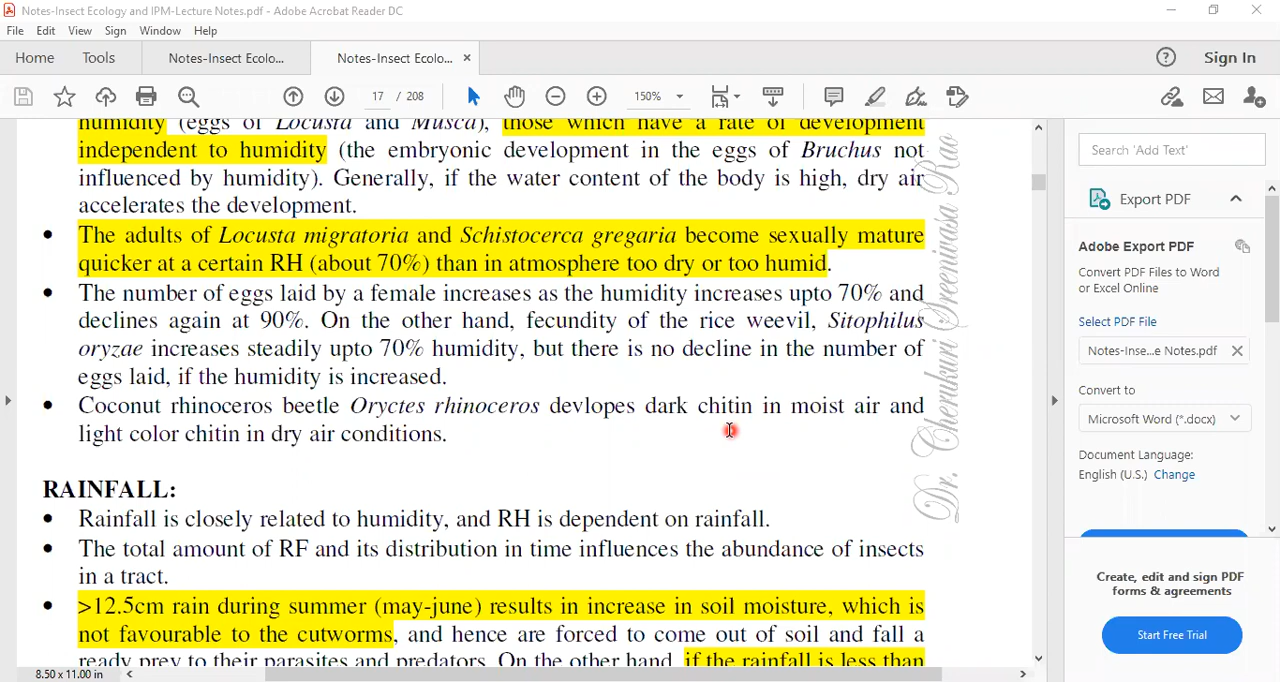 Notes-Insect Ecology and IPM-Lecture Notes.pdf - Adobe Acrobat Reader DC
File Edit View Sign Window Help
Home Tools Notes-Insect Ecolo... Notes-Insect Ecolo... × Sign In
17 / 208 150%
humidity (eggs of Locusta and Musca), those which have a rate of development
independent to humidity (the embryonic development in the eggs of Bruchus not
influenced by humidity). Generally, if the water content of the body is high, dry air
accelerates the development.
• The adults of Locusta migratoria and Schistocerca gregaria become sexually mature
quicker at a certain RH (about 70%) than in atmosphere too dry or too humid.
• The number of eggs laid by a female increases as the humidity increases upto 70% and
declines again at 90%. On the other hand, fecundity of the rice weevil, Sitophilus
oryzae increases steadily upto 70% humidity, but there is no decline in the number of
eggs laid, if the humidity is increased.
• Coconut rhinoceros beetle Oryctes rhinoceros devlopes dark chitin in moist air and
light color chitin in dry air conditions.
RAINFALL:
• Rainfall is closely related to humidity, and RH is dependent on rainfall.
• The total amount of RF and its distribution in time influences the abundance of insects
in a tract.
• >12.5cm rain during summer (may-june) results in increase in soil moisture, which is
not favourable to the cutworms, and hence are forced to come out of soil and fall a
ready prey to their parasites and predators. On the other hand, if the rainfall is less than
Dr. Cherukuri Sreenivasa Rao
8.50 x 11.00 in
Search 'Add Text'
Export PDF
Adobe Export PDF
Convert PDF Files to Word
or Excel Online
Select PDF File
Notes-Inse...e Notes.pdf
Convert to
Microsoft Word (*.docx)
Document Language:
English (U.S.) Change
Create, edit and sign PDF
forms & agreements
Start Free Trial